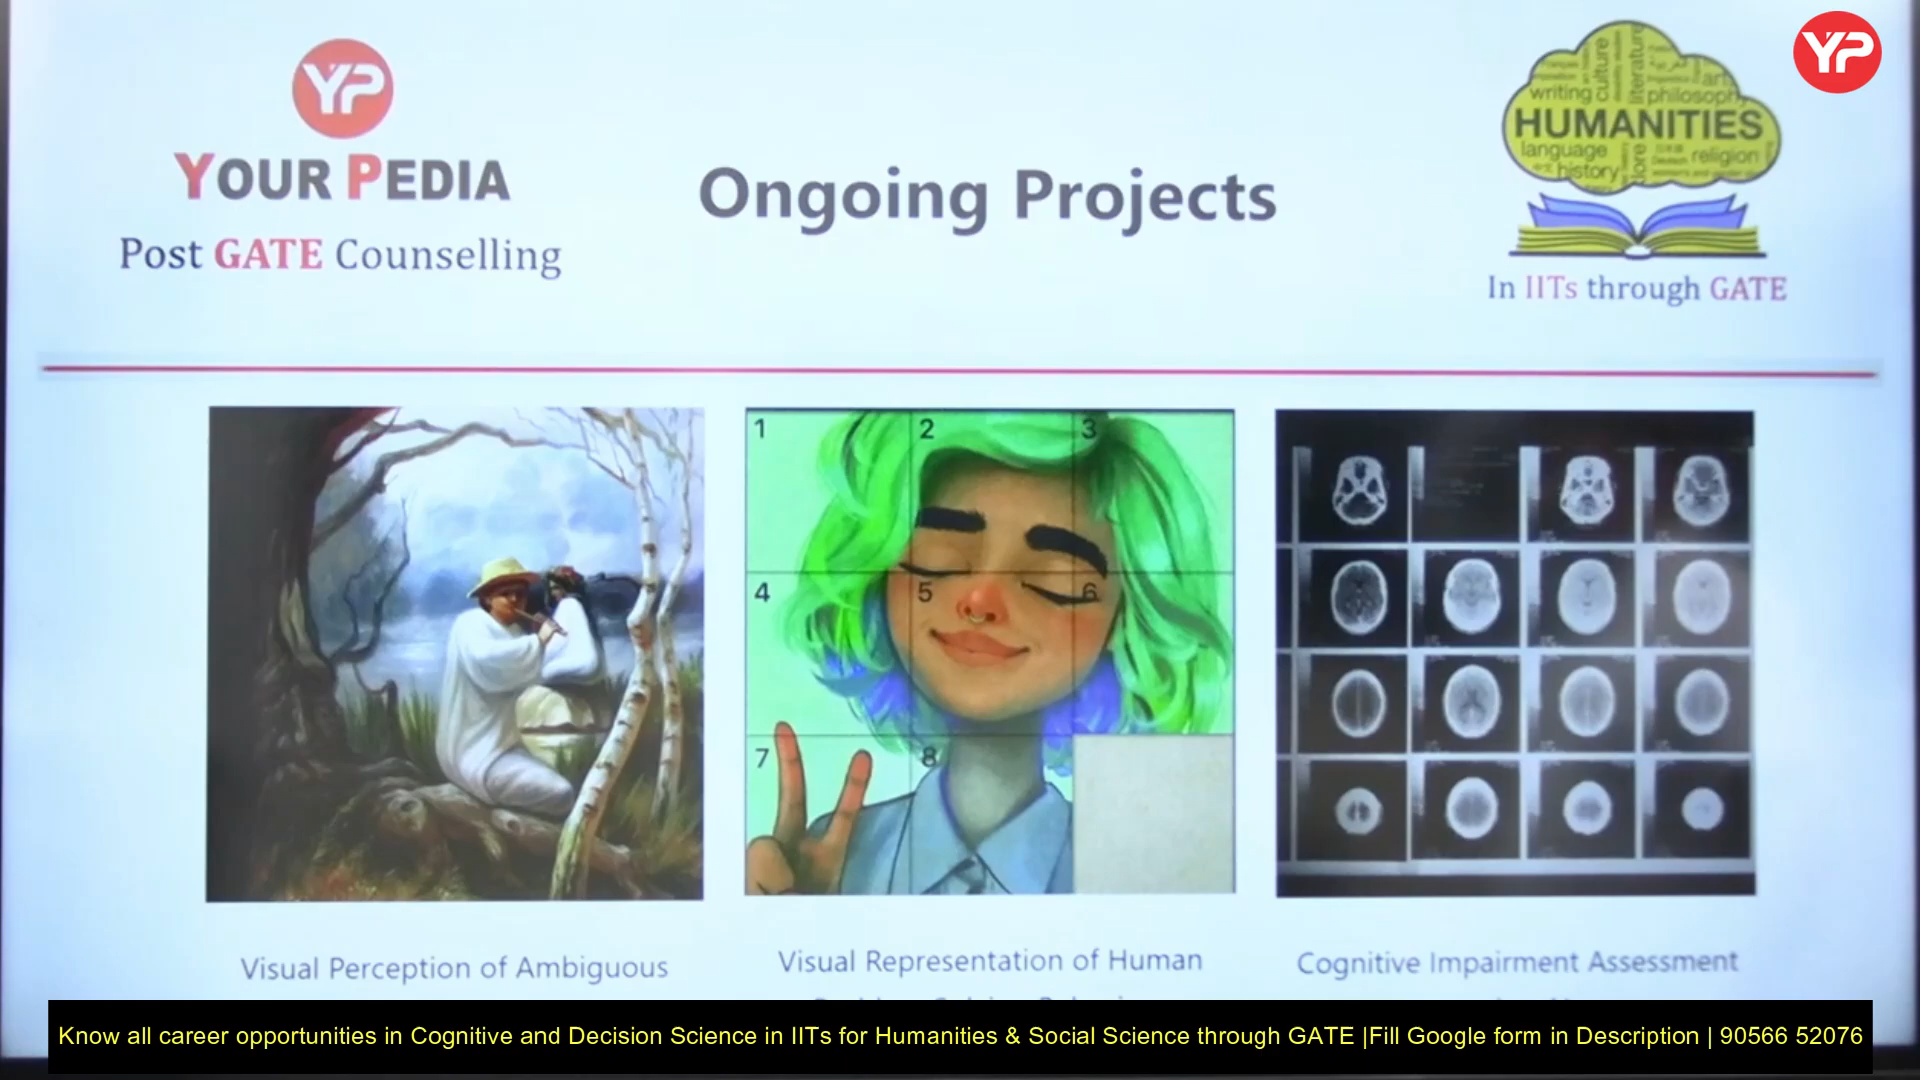 YP
YOUR PEDIA
Post GATE Counselling
Ongoing Projects
culture
literature
art
writing
philosophy
HUMANITIES
language
religion
history
In IITs through GATE
YP
1
2
3
4
5
6
7
8
Visual Perception of Ambiguous
Visual Representation of Human
Cognitive Impairment Assessment
Know all career opportunities in Cognitive and Decision Science in IITs for Humanities & Social Science through GATE |Fill Google form in Description | 90566 52076